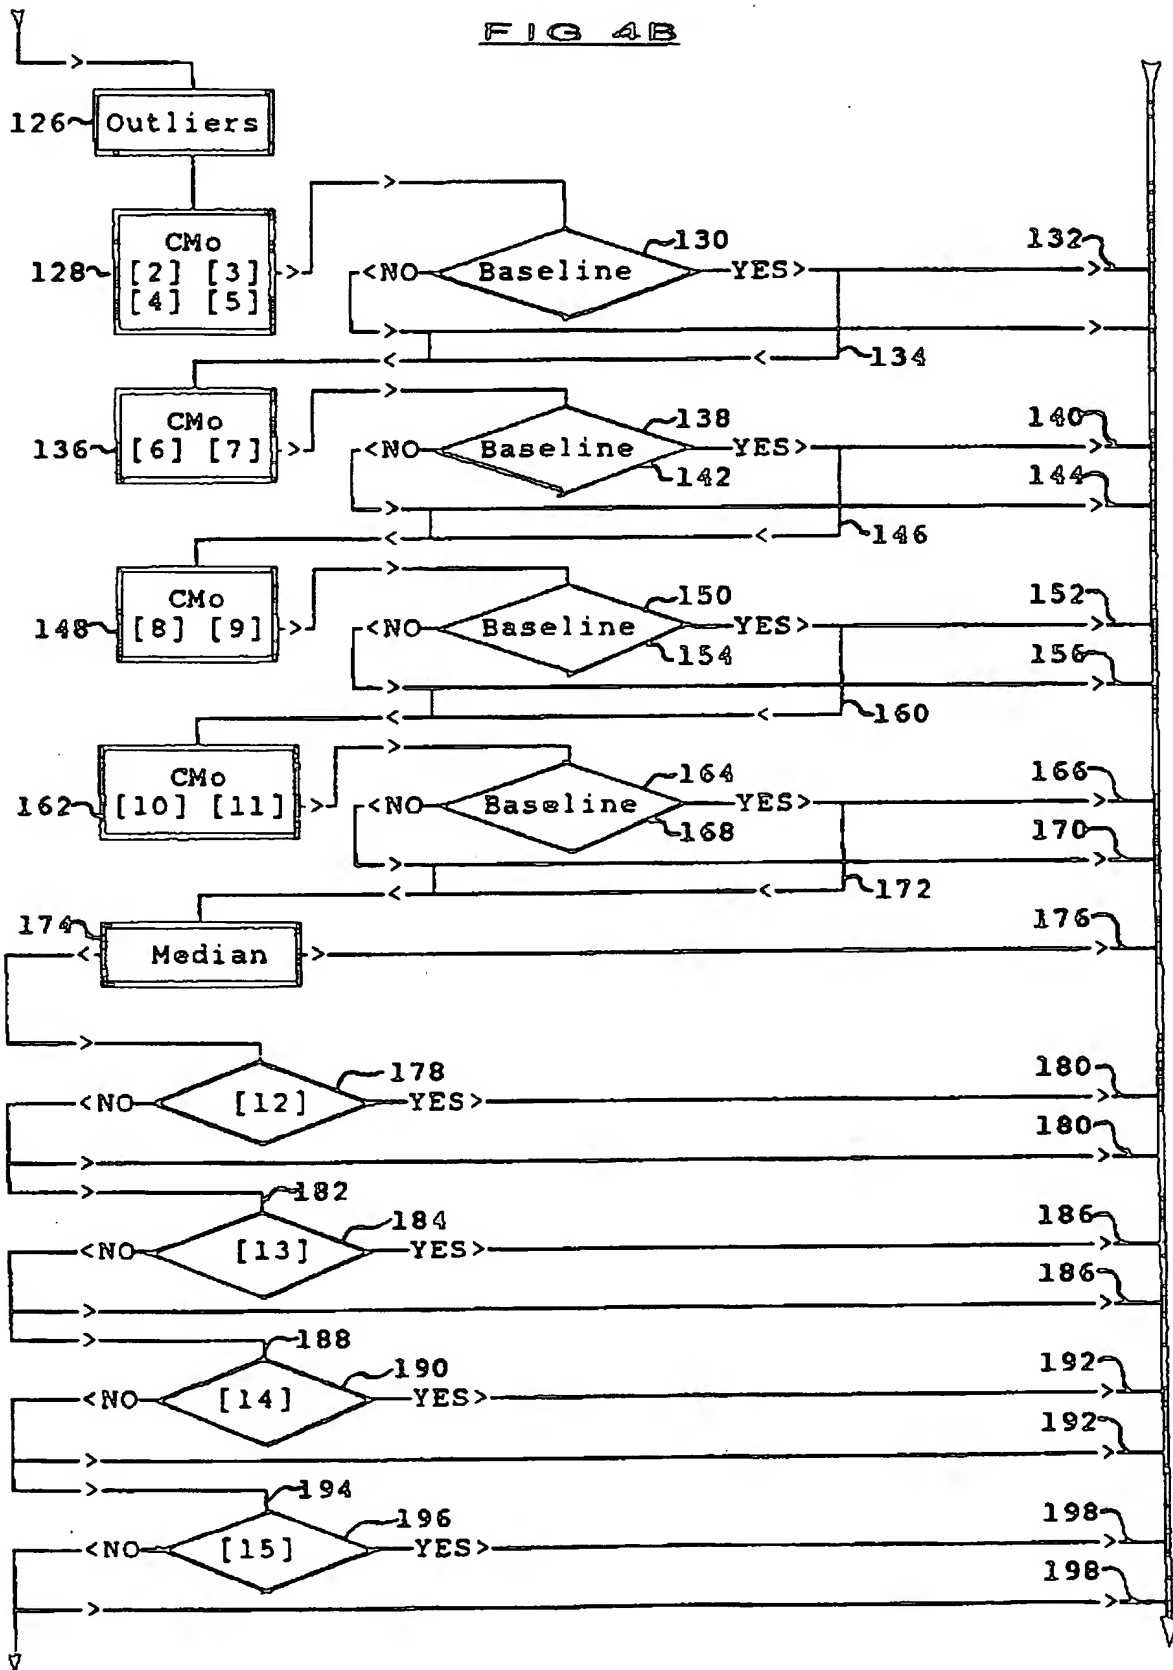 FIG 4B
126 Outliers
128 CMo
[2] [3] >
[4] [5]
>
<NO Baseline YES>
130
132
134
136 CMo
[6] [7] >
<NO Baseline YES>
138
140
142
144
146
148 CMo
[8] [9] >
<NO Baseline YES>
150
152
154
156
160
162 CMo
[10] [11] >
<NO Baseline YES>
164
166
168
170
172
174
< Median >
176
<NO [12] YES>
178
180
180
182
184
<NO [13] YES>
186
186
188
190
<NO [14] YES>
192
192
194
196
<NO [15] YES>
198
198